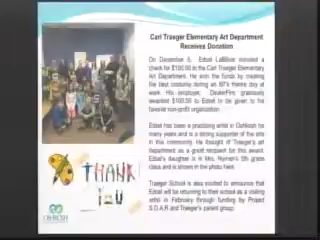 Carl Traeger Elementary Art Department
Receives Donation
On December 6, Edsel LaBillois donated a
check for $100.00 to the Carl Traeger Elementary
Art Department. He won the funds by creating
the best costume during an 80's theme day at
work. His employer, DealerFire, graciously
awarded $100.00 to Edsel to be given to his
favorite non-profit organization.
Edsel has been a practicing artist in Oshkosh for
many years and is a strong supporter of the arts
in this community. He thought of Traeger's art
department as a great recipient for this award.
Edsel's daughter is in Mrs. 5th grade
class and is shown in the photo here.
Traeger School is also excited to announce that
Edsel will be returning to their school as a visiting
artist in February through funding by Project
S.O.A.R and Traeger's parent group.
THANK
YOU
OSHKOSH